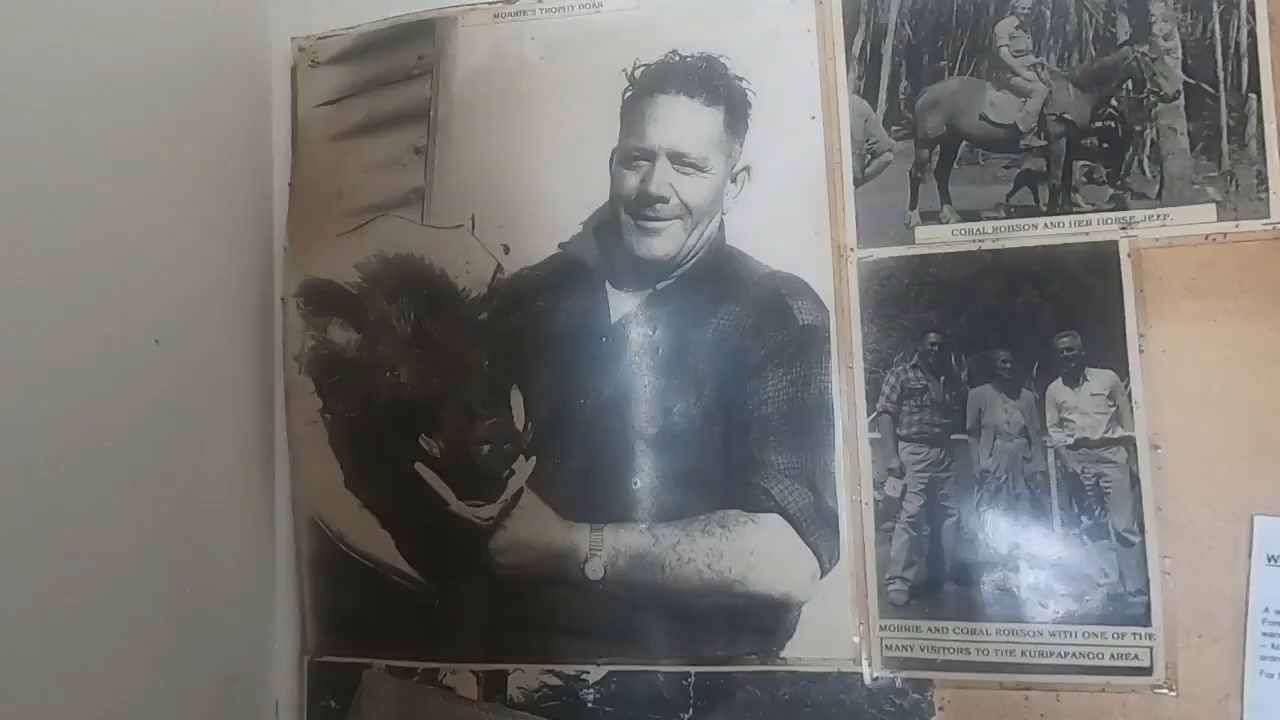 MORRIE'S TROPHY BOAR
CORAL ROBSON AND HER HORSE, JEEP.
MORRIE AND CORAL ROBSON WITH ONE OF THE
MANY VISITORS TO THE KURIPAPANGO AREA.